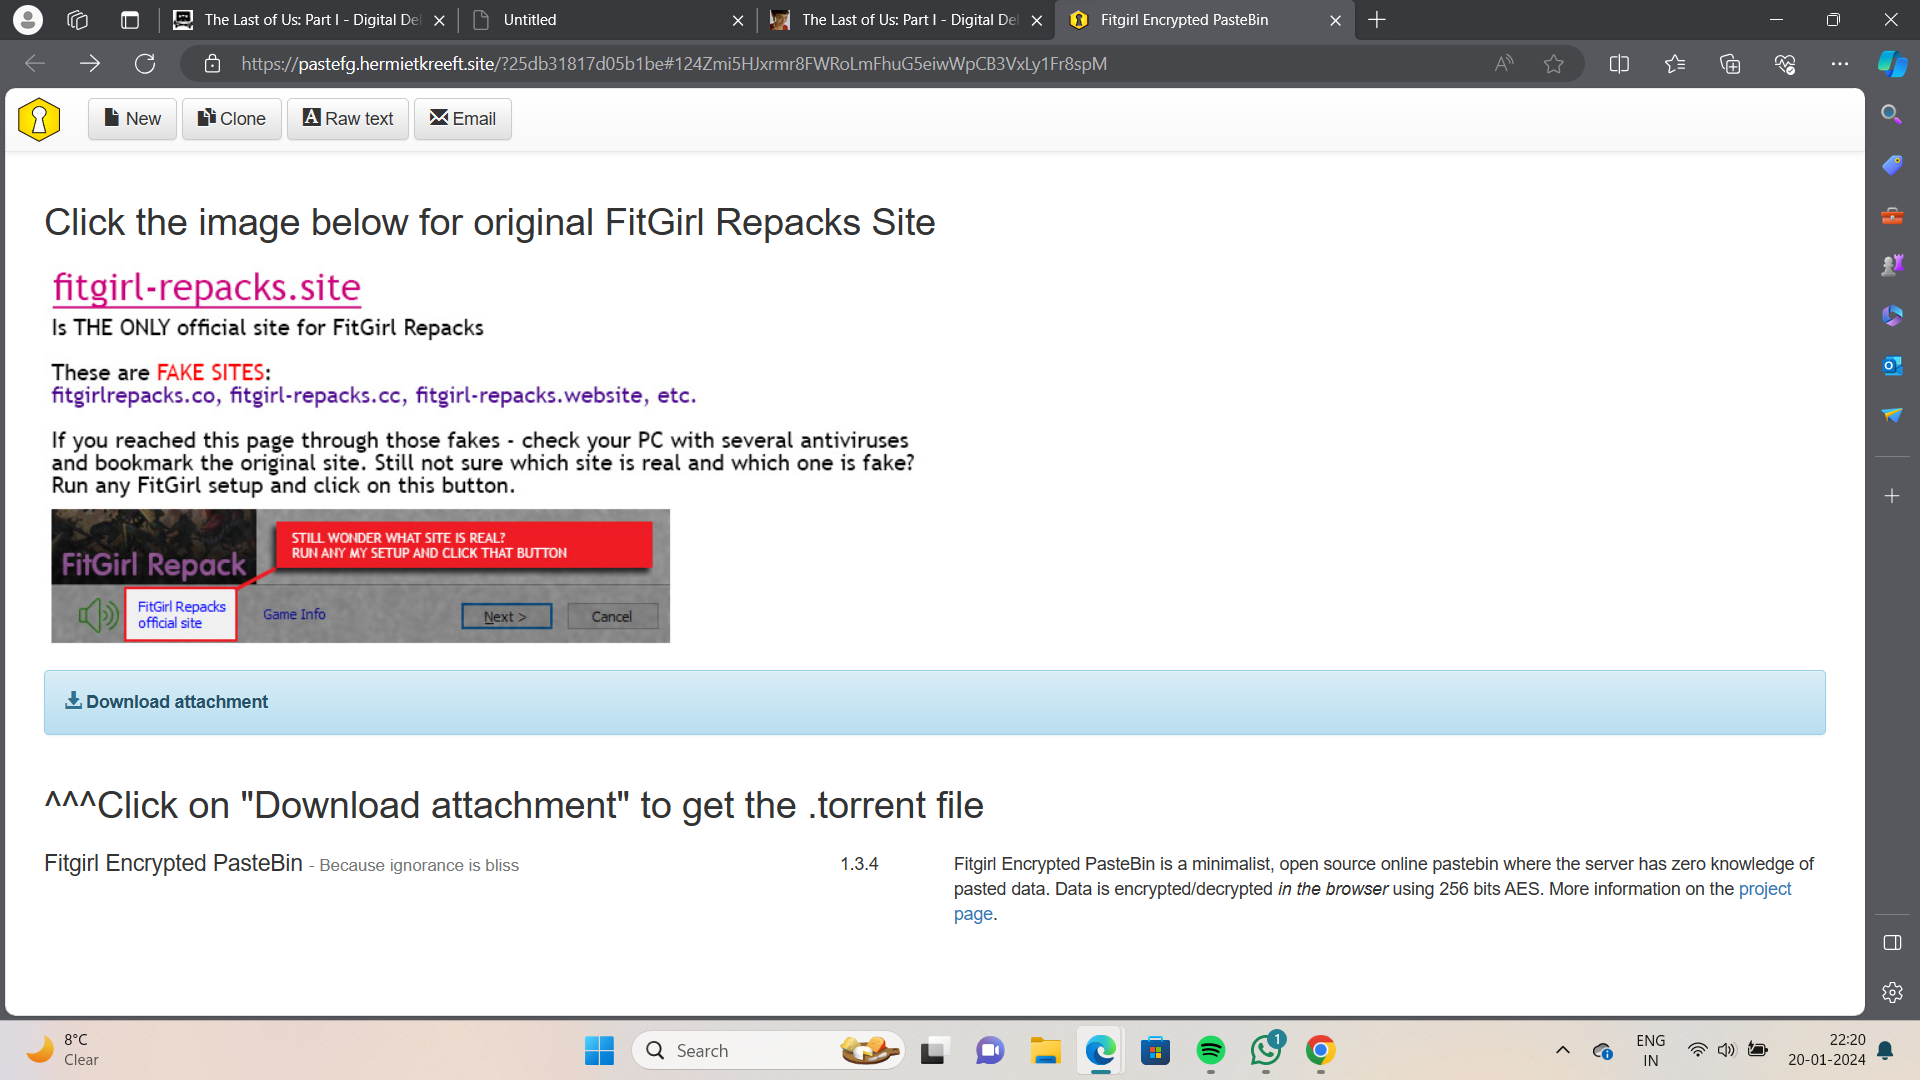 The Last of Us: Part I - Digital De
Untitled
The Last of Us: Part I - Digital Del
Fitgirl Encrypted PasteBin
https://pastefg.hermietkreeft.site/?25db31817d05b1be#124Zmi5HJxrmr8FWRoLmFhuG5eiwWpCB3VxLy1Fr8spM
New
Clone
Raw text
Email
Click the image below for original FitGirl Repacks Site
fitgirl-repacks.site
Is THE ONLY official site for FitGirl Repacks
These are FAKE SITES:
fitgirlrepacks.co, fitgirl-repacks.cc, fitgirl-repacks.website, etc.
If you reached this page through those fakes - check your PC with several antiviruses
and bookmark the original site. Still not sure which site is real and which one is fake?
Run any FitGirl setup and click on this button.
STILL WONDER WHAT SITE IS REAL?
RUN ANY MY SETUP AND CLICK THAT BUTTON
FitGirl Repack
FitGirl Repacks
official site
Game Info
Next >
Cancel
Download attachment
^^^Click on "Download attachment" to get the .torrent file
Fitgirl Encrypted PasteBin - Because ignorance is bliss
1.3.4
Fitgirl Encrypted PasteBin is a minimalist, open source online pastebin where the server has zero knowledge of
pasted data. Data is encrypted/decrypted in the browser using 256 bits AES. More information on the project
page.
8°C
Clear
Search
1
ENG
IN
22:20
20-01-2024